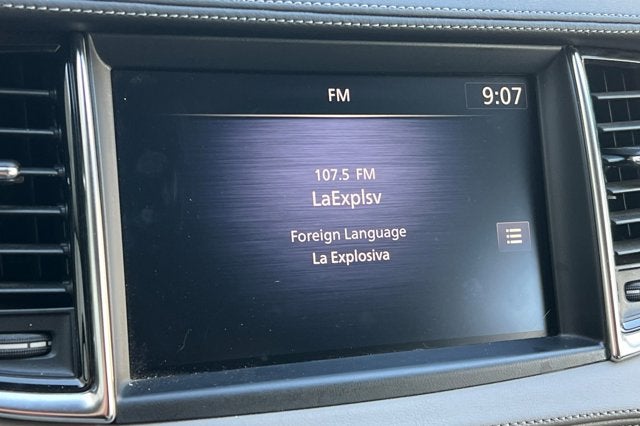 FM 9:07
107.5 FM
LaExplsv
Foreign Language
La Explosiva